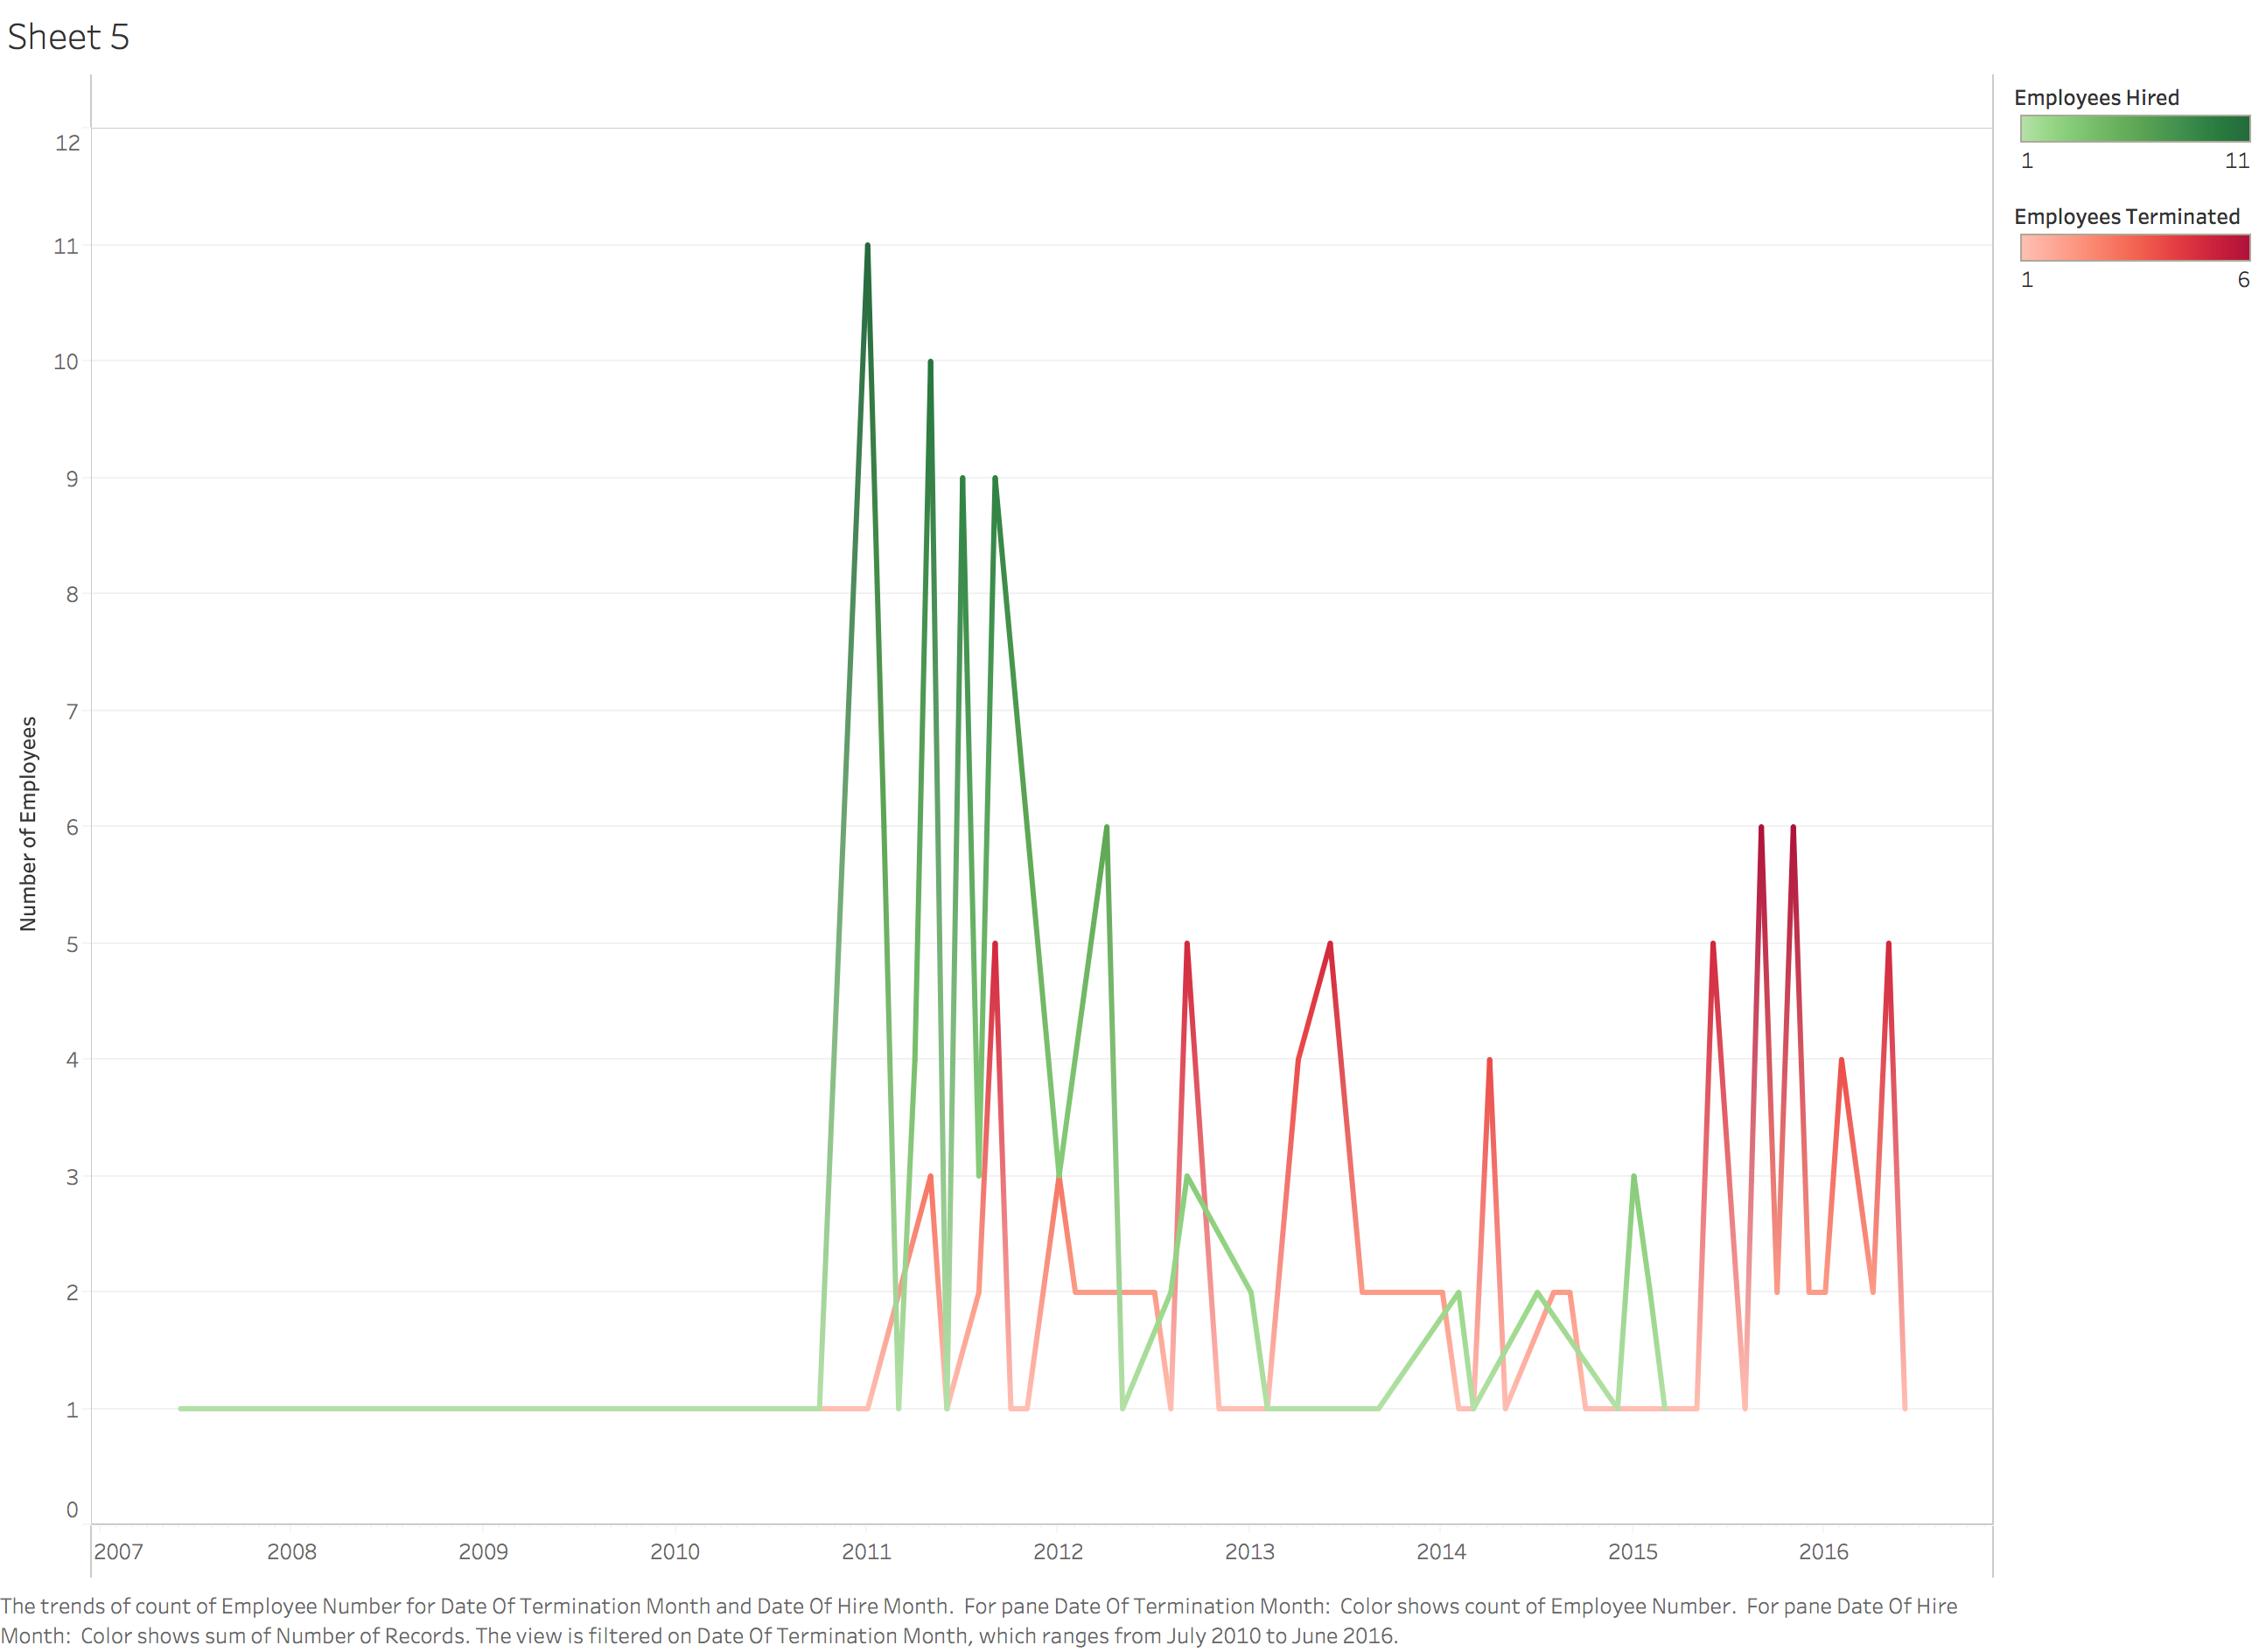 Sheet 5
Employees Hired
1 11
Employees Terminated
1 6
12
11
10
9
8
7
6
5
4
3
2
1
0
Number of Employees
2007 2008 2009 2010 2011 2012 2013 2014 2015 2016
The trends of count of Employee Number for Date Of Termination Month and Date Of Hire Month.  For pane Date Of Termination Month:  Color shows count of Employee Number.  For pane Date Of Hire
Month:  Color shows sum of Number of Records. The view is filtered on Date Of Termination Month, which ranges from July 2010 to June 2016.